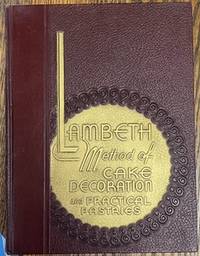 LAMBETH
Method of
CAKE
DECORATION
and PRACTICAL
PASTRIES